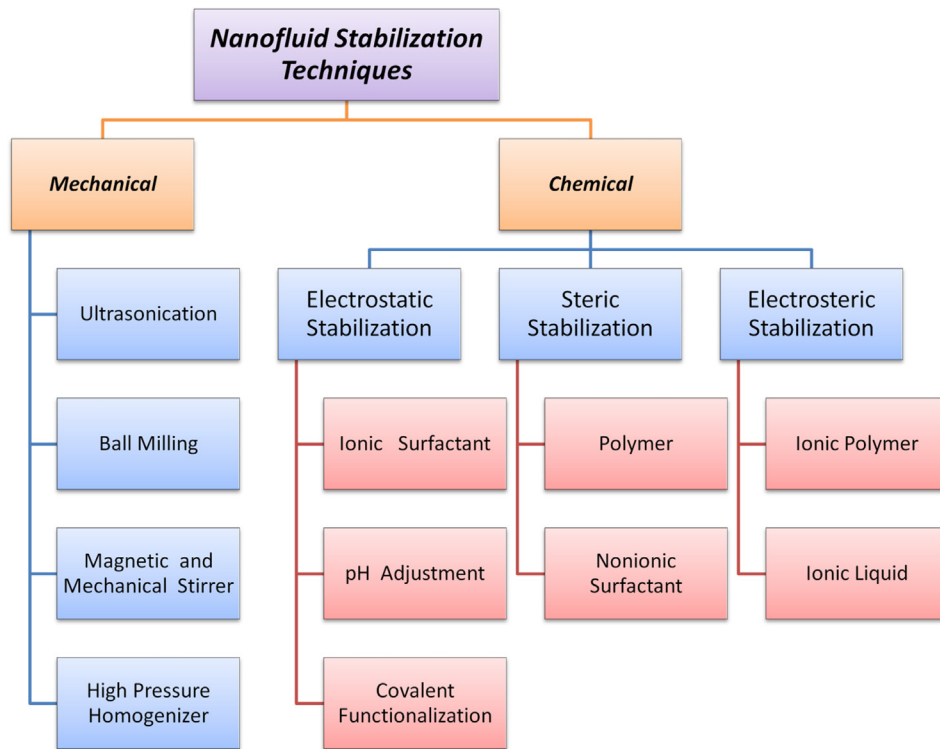 Nanofluid Stabilization
Techniques
Mechanical
Chemical
Ultrasonication
Ball Milling
Magnetic and
Mechanical Stirrer
High Pressure
Homogenizer
Electrostatic
Stabilization
Ionic Surfactant
pH Adjustment
Covalent
Functionalization
Steric
Stabilization
Polymer
Nonionic
Surfactant
Electrosteric
Stabilization
Ionic Polymer
Ionic Liquid